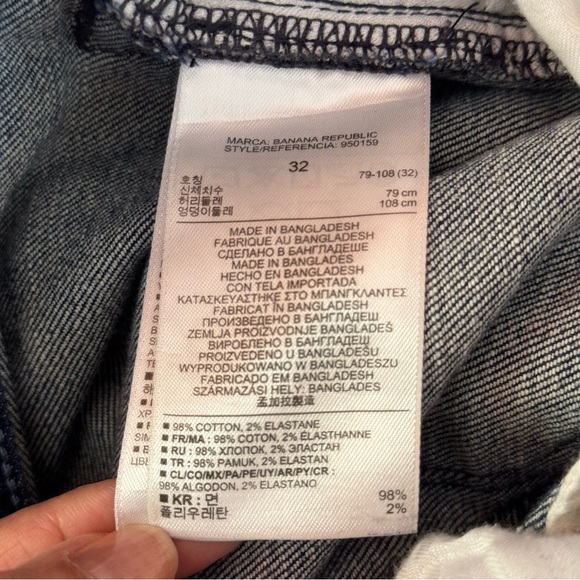 MARCA: BANANA REPUBLIC
STYLE/REFERENCIA: 950159
32
호칭 79-108 (32)
신체치수
허리둘레 79 cm
엉덩이둘레 108 cm
MADE IN BANGLADESH
FABRIQUE AU BANGLADESH
СДЕЛАНО В БАНГЛАДЕШЕ
MADE IN BANGLADES
HECHO EN BANGLADESH
CON TELA IMPORTADA
ΚΑΤΑΣΚΕΥΑΣΤΗΚΕ ΣΤΟ ΜΠΑΝΓΚΛΑΝΤΕΣ
FABRICAT IN BANGLADESH
ПРОИЗВЕДЕНО В БАНГЛАДЕШ
ZEMLJA PROIZVODNJE BANGLADEŠ
ВИРОБЛЕНО В БАНГЛАДЕШ
PROIZVEDENO U BANGLADEŠU
WYPRODUKOWANO W BANGLADESZU
FABRICADO EM BANGLADESH
SZÁRMAZÁSI HELY: BANGLADES
孟加拉製造
■ 98% COTTON, 2% ELASTANE
■ FR/MA : 98% COTON, 2% ÉLASTHANNE
■ RU : 98% ХЛОПОК, 2% ЭЛАСТАН
■ TR : 98% PAMUK, 2% ELASTAN
■ CL/CO/MX/PA/PE/UY/AR/PY/CR :
98% ALGODON, 2% ELASTANO
■ KR : 면 98%
폴리우레탄 2%